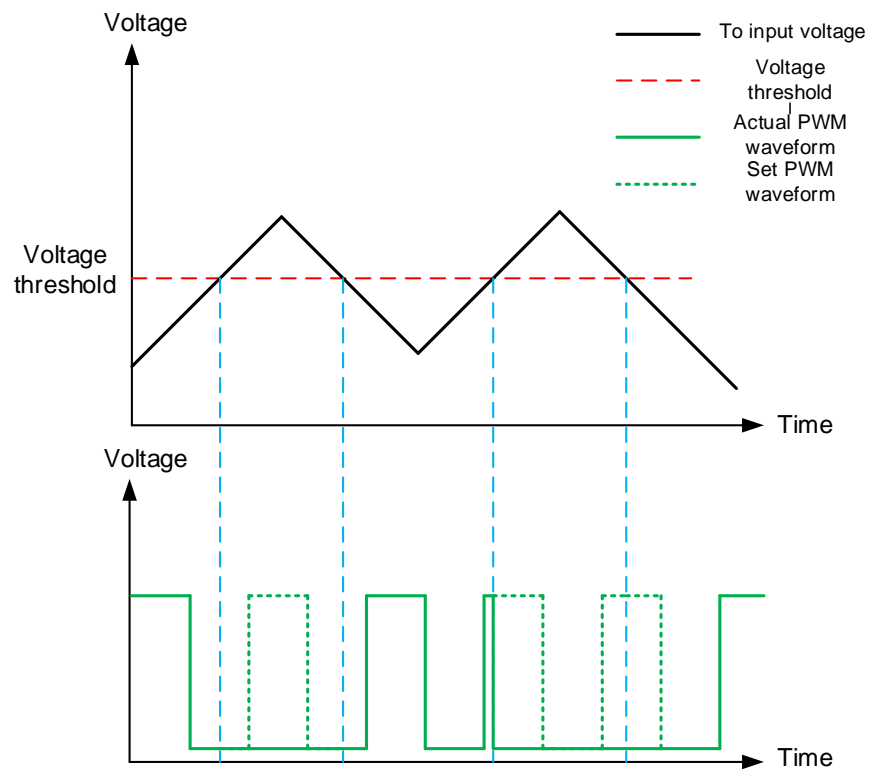 Voltage
To input voltage
Voltage
threshold
Actual PWM
waveform
Set PWM
waveform
Voltage
threshold
Time
Voltage
Time